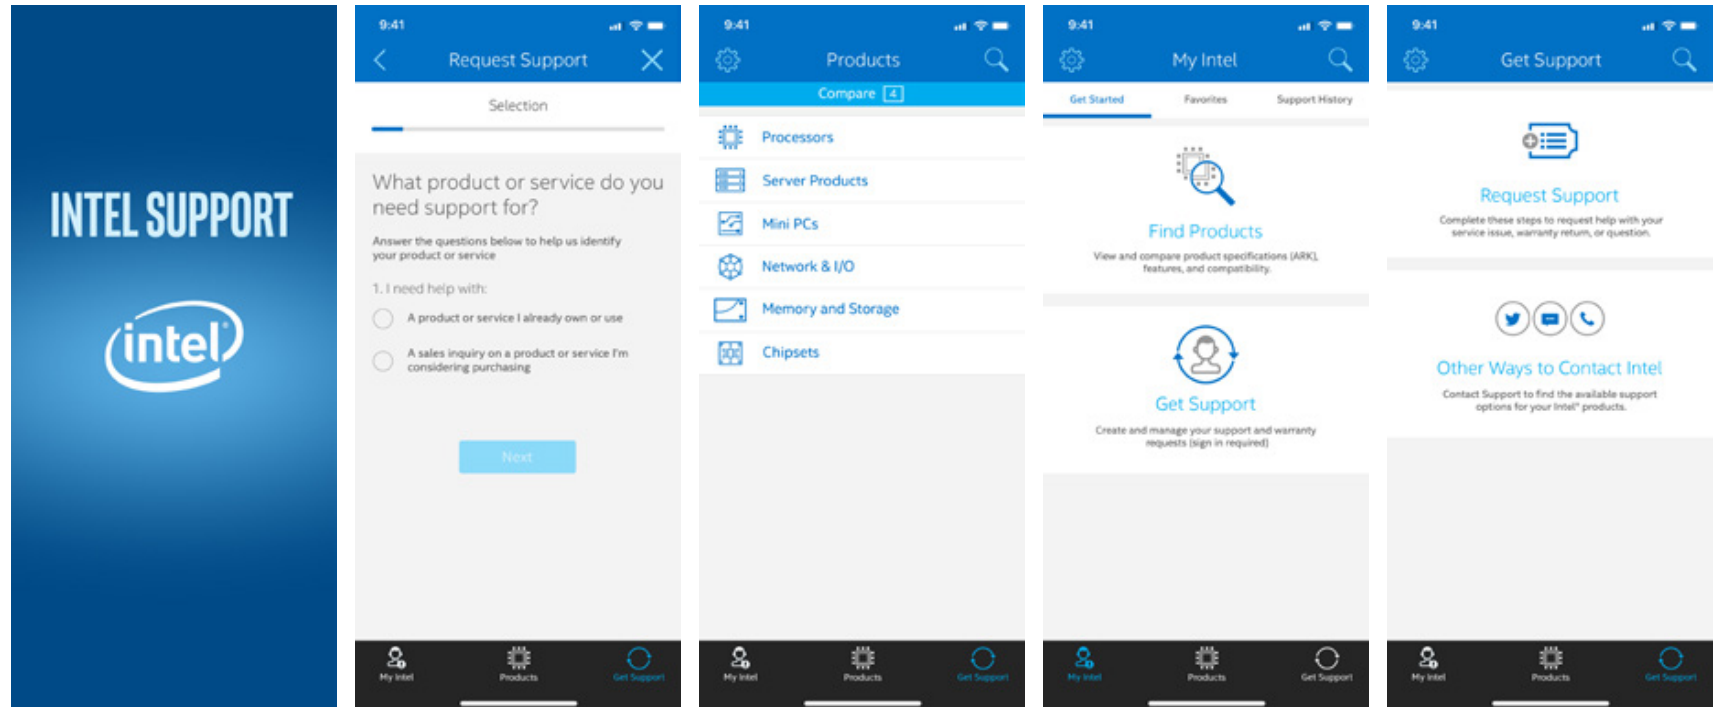 INTEL SUPPORT
intel
9:41
Request Support
Selection
What product or service do you
need support for?
Answer the questions below to help us identify
your product or service
1. I need help with:
A product or service I already own or use
A sales inquiry on a product or service I'm
considering purchasing
Next
My Intel
Products
Get Support
9:41
Products
Compare 4
Processors
Server Products
Mini PCs
Network & I/O
Memory and Storage
Chipsets
My Intel
Products
Get Support
9:41
My Intel
Get Started
Favorites
Support History
Find Products
View and compare product specifications (ARK),
features, and compatibility.
Get Support
Create and manage your support and warranty
requests (sign in required)
My Intel
Products
Get Support
9:41
Get Support
Request Support
Complete these steps to request help with your
service issue, warranty return, or question.
Other Ways to Contact Intel
Contact Support to find the available support
options for your Intel® products.
My Intel
Products
Get Support